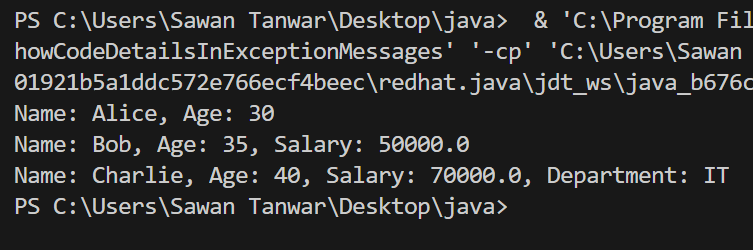 PS C:\Users\Sawan Tanwar\Desktop\java>  & 'C:\Program Fil
howCodeDetailsInExceptionMessages' '-cp' 'C:\Users\Sawan
01921b5a1ddc572e766ecf4beec\redhat.java\jdt_ws\java_b676c
Name: Alice, Age: 30
Name: Bob, Age: 35, Salary: 50000.0
Name: Charlie, Age: 40, Salary: 70000.0, Department: IT
PS C:\Users\Sawan Tanwar\Desktop\java>